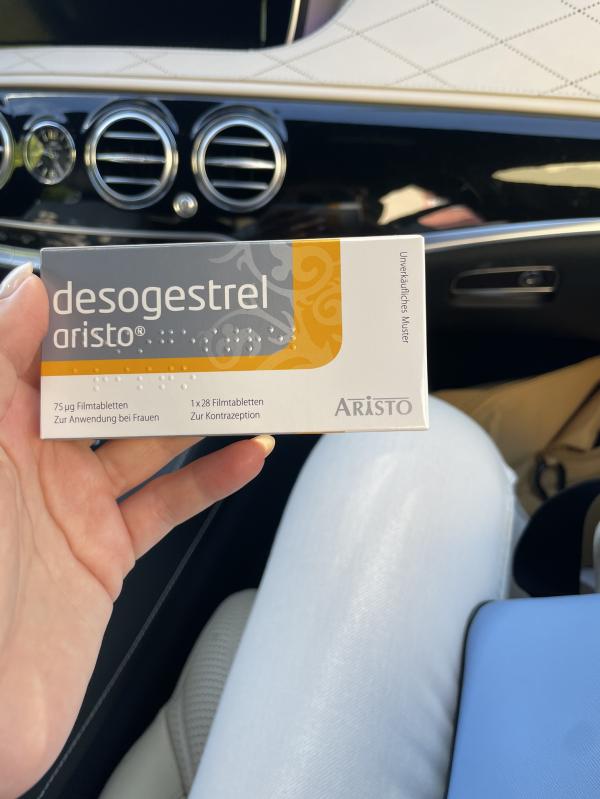 desogestrel
aristo®
75 µg Filmtabletten
Zur Anwendung bei Frauen
1 x 28 Filmtabletten
Zur Kontrazeption
ARISTO
Unverkäufliches Muster